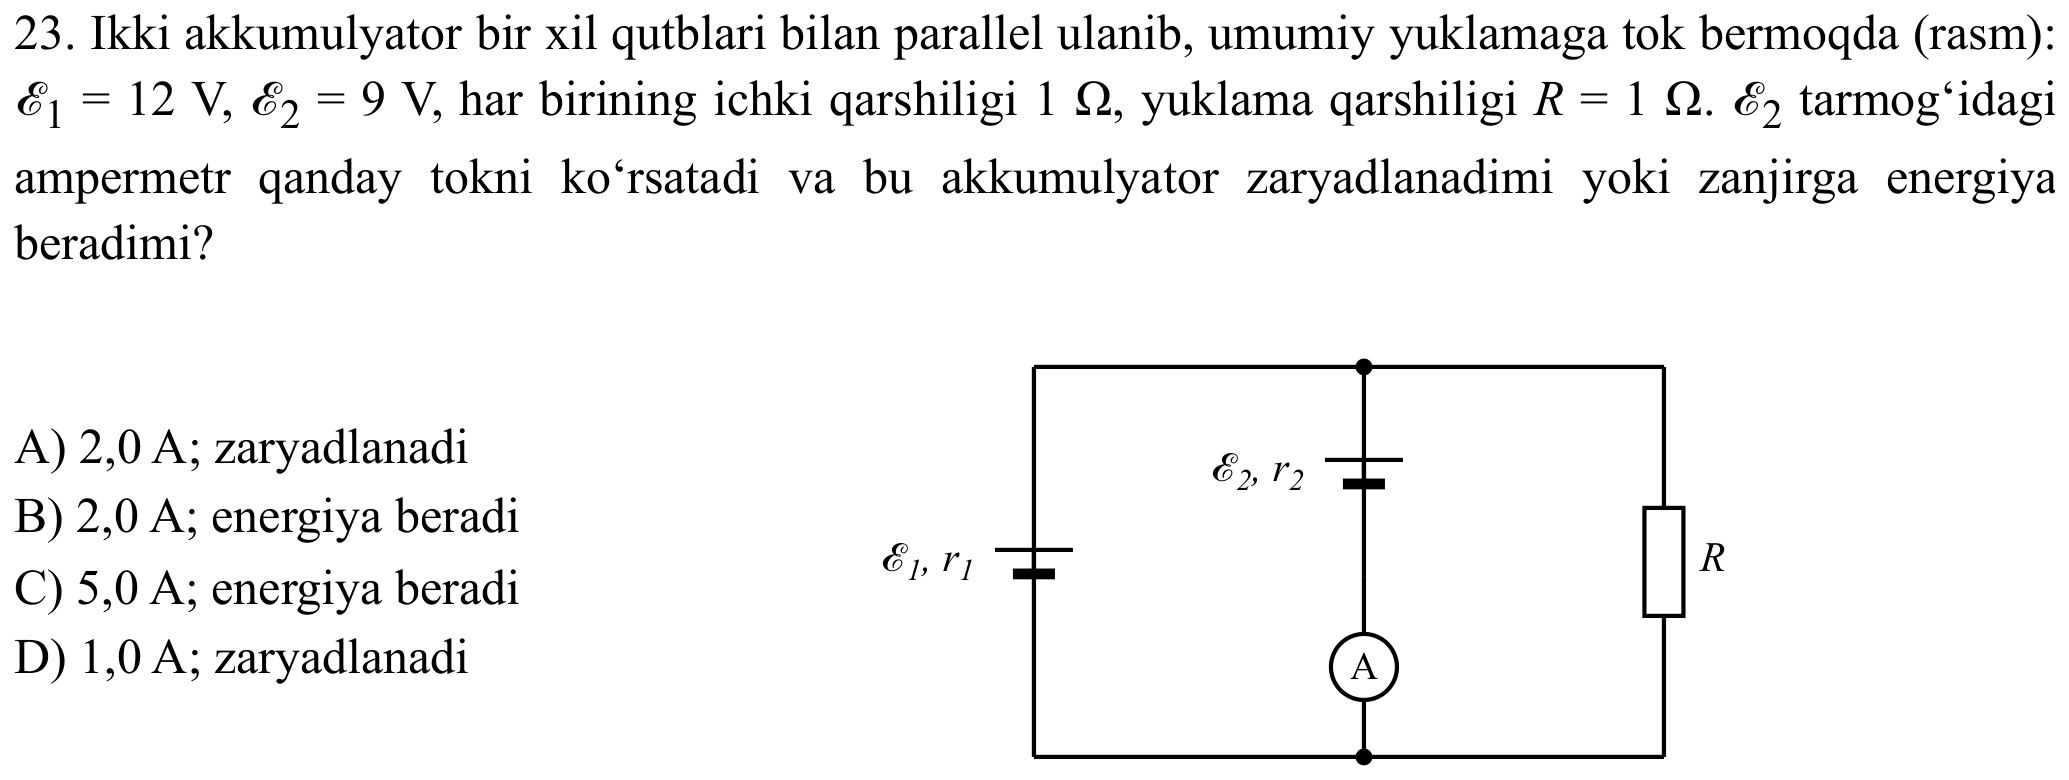 23. Ikki akkumulyator bir xil qutblari bilan parallel ulanib, umumiy yuklamaga tok bermoqda (rasm):
ℰ₁ = 12 V, ℰ₂ = 9 V, har birining ichki qarshiligi 1 Ω, yuklama qarshiligi R = 1 Ω. ℰ₂ tarmog‘idagi
ampermetr qanday tokni ko‘rsatadi va bu akkumulyator zaryadlanadimi yoki zanjirga energiya
beradimi?
A) 2,0 A; zaryadlanadi
B) 2,0 A; energiya beradi
C) 5,0 A; energiya beradi
D) 1,0 A; zaryadlanadi
ℰ₂, r₂
ℰ₁, r₁
R
A